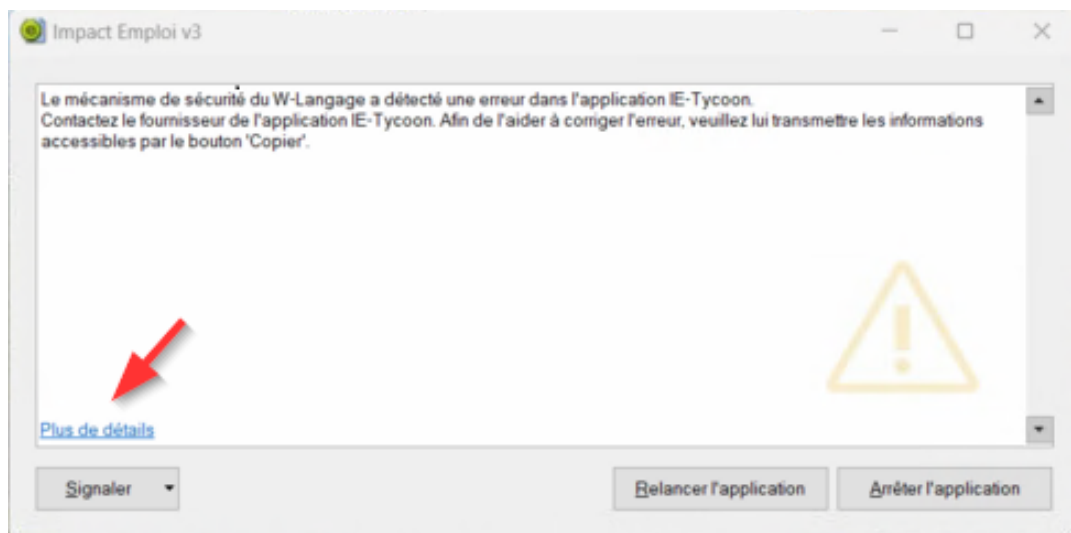 Impact Emploi v3
Le mécanisme de sécurité du W-Langage a détecté une erreur dans l'application IE-Tycoon.
Contactez le fournisseur de l'application IE-Tycoon. Afin de l'aider à corriger l'erreur, veuillez lui transmettre les informations
accessibles par le bouton 'Copier'.
Plus de détails
Signaler
Relancer l'application
Arrêter l'application